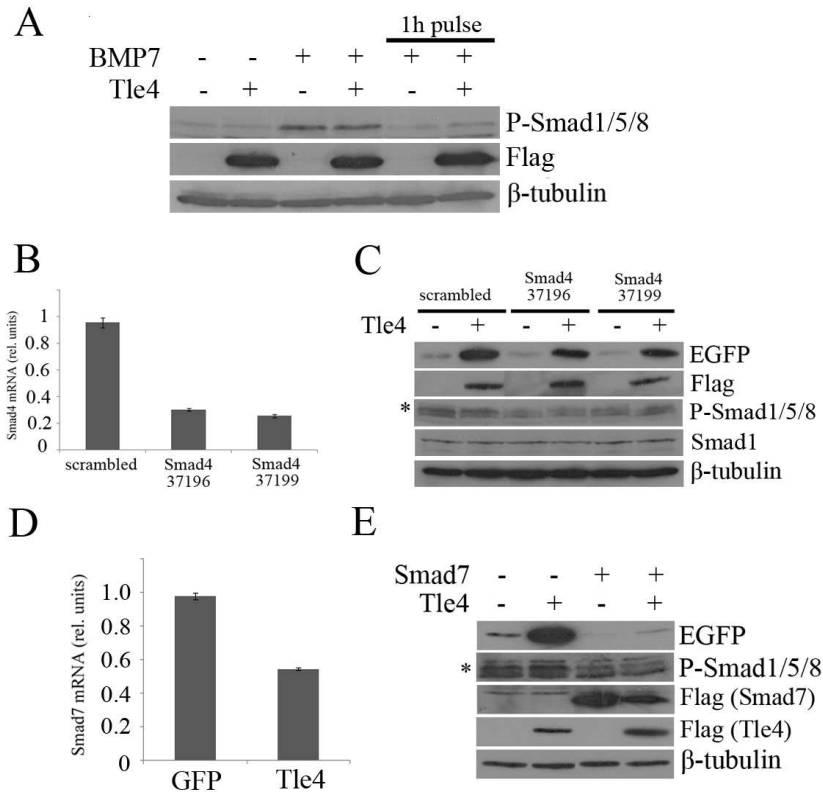 A
1h pulse
BMP7 - - + + + +
Tle4 - + - + - +
P-Smad1/5/8
Flag
β-tubulin
B
Smad4 mRNA (rel. units)
1
0.8
0.6
0.4
0.2
0
scrambled
Smad4 37196
Smad4 37199
C
scrambled
Smad4 37196
Smad4 37199
Tle4 - + - + - +
EGFP
Flag
* P-Smad1/5/8
Smad1
β-tubulin
D
Smad7 mRNA (rel. units)
1.0
0.8
0.6
0.4
0.2
0
GFP
Tle4
E
Smad7 - - + +
Tle4 - + - +
EGFP
* P-Smad1/5/8
Flag (Smad7)
Flag (Tle4)
β-tubulin